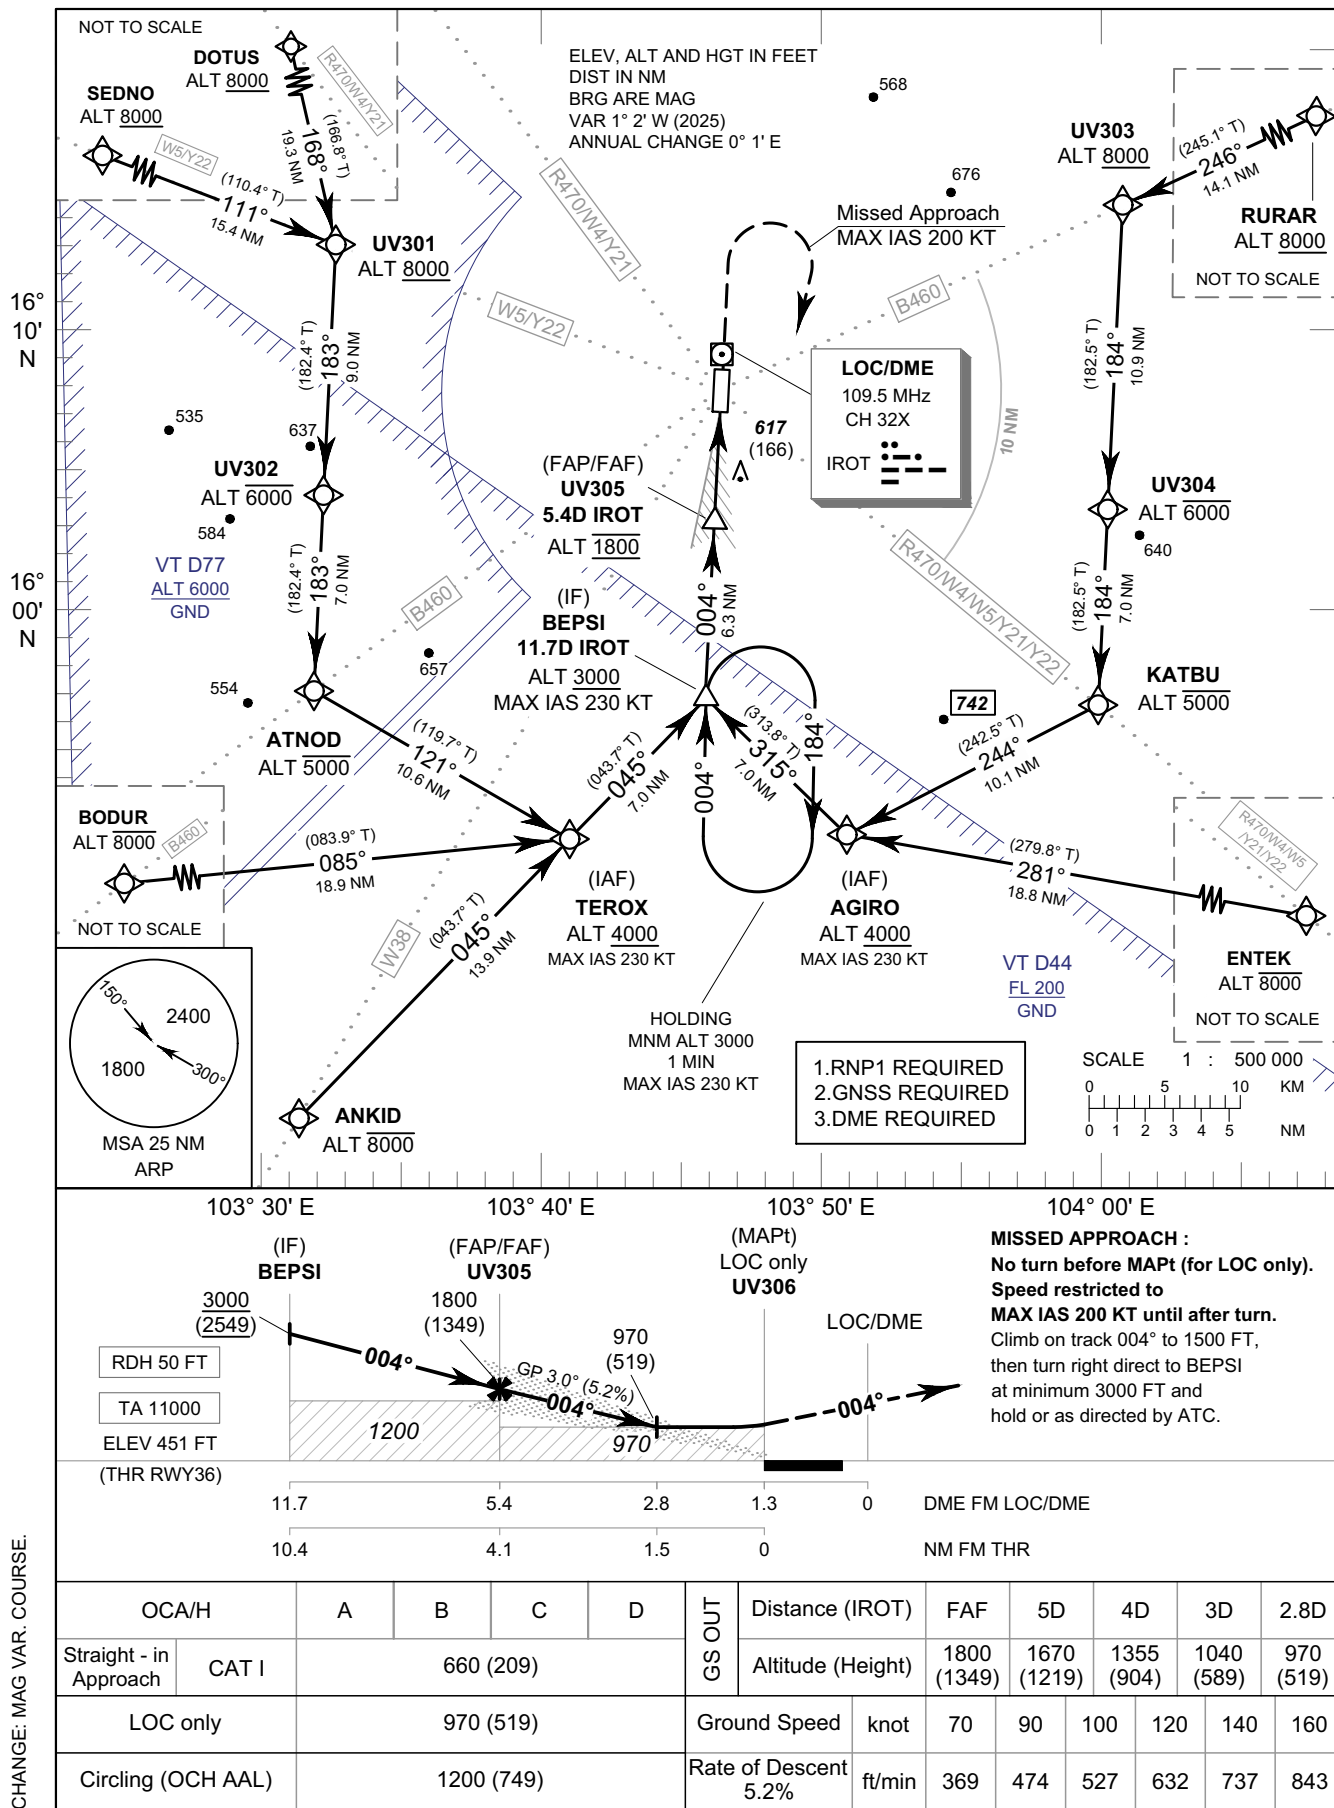 NOT TO SCALE
DOTUS
ALT 8000
R470/W4/Y21
SEDNO
ALT 8000
W5/Y22
(166.8° T)
168°
19.3 NM
(110.4° T)
111°
15.4 NM
UV301
ALT 8000
ELEV, ALT AND HGT IN FEET
DIST IN NM
BRG ARE MAG
VAR 1° 2' W (2025)
ANNUAL CHANGE 0° 1' E
568
676
Missed Approach
MAX IAS 200 KT
UV303
ALT 8000
(245.1° T)
246°
14.1 NM
RURAR
ALT 8000
NOT TO SCALE
R470/W4/Y21
W5/Y22
B460
16°
10'
N
(182.4° T)
183°
9.0 NM
(182.5° T)
184°
10.9 NM
LOC/DME
109.5 MHz
CH 32X
IROT
10 NM
535
637
584
UV302
ALT 6000
617
(166)
(FAP/FAF)
UV305
5.4D IROT
ALT 1800
UV304
ALT 6000
640
VT D77
ALT 6000
GND
16°
00'
N
(182.4° T)
183°
7.0 NM
B460
(IF)
BEPSI
11.7D IROT
ALT 3000
MAX IAS 230 KT
004°
6.3 NM
R470/W4/W5/Y21/Y22
(182.5° T)
184°
7.0 NM
657
554
ATNOD
ALT 5000
742
KATBU
ALT 5000
(119.7° T)
121°
10.6 NM
(043.7° T)
045°
7.0 NM
004°
184°
(313.8° T)
315°
7.0 NM
(242.5° T)
244°
10.1 NM
BODUR
ALT 8000
B460
NOT TO SCALE
(083.9° T)
085°
18.9 NM
(279.8° T)
281°
18.8 NM
R470/W4/W5
/Y21/Y22
(IAF)
TEROX
ALT 4000
MAX IAS 230 KT
(IAF)
AGIRO
ALT 4000
MAX IAS 230 KT
W38
(043.7° T)
045°
13.9 NM
VT D44
FL 200
GND
ENTEK
ALT 8000
NOT TO SCALE
150°
2400
1800
300°
MSA 25 NM
ARP
ANKID
ALT 8000
HOLDING
MNM ALT 3000
1 MIN
MAX IAS 230 KT
1.RNP1 REQUIRED
2.GNSS REQUIRED
3.DME REQUIRED
SCALE 1 : 500 000
0 5 10 KM
0 1 2 3 4 5 NM
103° 30' E 103° 40' E 103° 50' E 104° 00' E
(IF)
BEPSI
(FAP/FAF)
UV305
(MAPt)
LOC only
UV306
3000
(2549)
1800
(1349)
970
(519)
LOC/DME
004°
GP 3.0° (5.2%)
004°
004°
RDH 50 FT
TA 11000
ELEV 451 FT
(THR RWY36)
1200
970
MISSED APPROACH :
No turn before MAPt (for LOC only).
Speed restricted to
MAX IAS 200 KT until after turn.
Climb on track 004° to 1500 FT,
then turn right direct to BEPSI
at minimum 3000 FT and
hold or as directed by ATC.
11.7 5.4 2.8 1.3 0 DME FM LOC/DME
10.4 4.1 1.5 0 NM FM THR
OCA/H A B C D
Straight - in
Approach
CAT I 660 (209)
LOC only 970 (519)
Circling (OCH AAL) 1200 (749)
GS OUT
Distance (IROT) FAF 5D 4D 3D 2.8D
Altitude (Height) 1800 1670 1355 1040 970
(1349) (1219) (904) (589) (519)
Ground Speed knot 70 90 100 120 140 160
Rate of Descent
5.2%
ft/min 369 474 527 632 737 843
CHANGE: MAG VAR. COURSE.